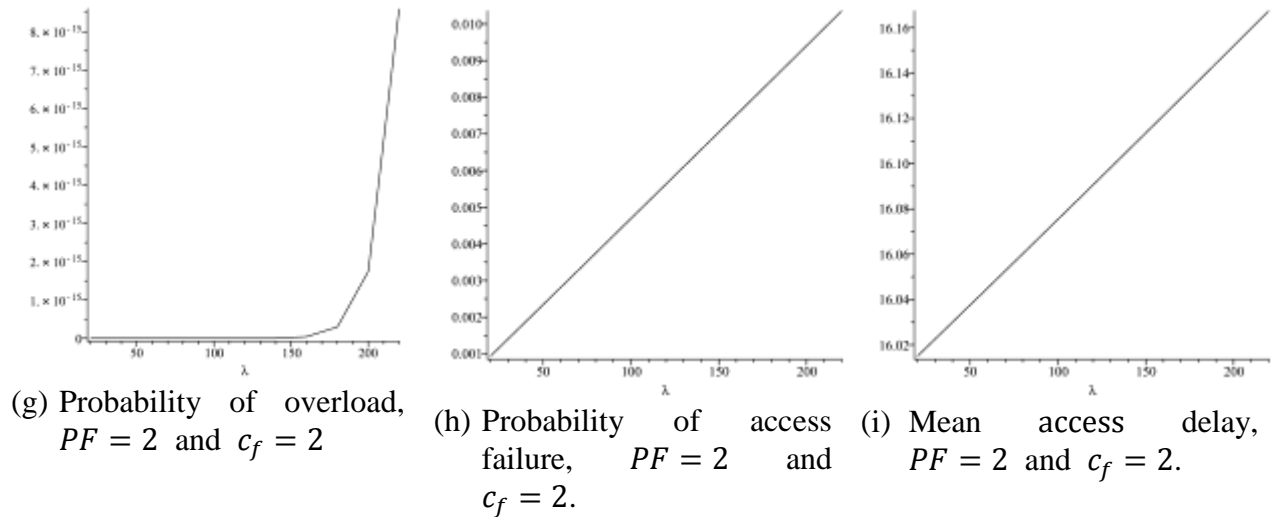 8. × 10⁻¹⁵
7. × 10⁻¹⁵
6. × 10⁻¹⁵
5. × 10⁻¹⁵
4. × 10⁻¹⁵
3. × 10⁻¹⁵
2. × 10⁻¹⁵
1. × 10⁻¹⁵
0
50 100 150 200
λ
(g) Probability of overload,
PF = 2 and c_f = 2
0.010
0.009
0.008
0.007
0.006
0.005
0.004
0.003
0.002
0.001
50 100 150 200
λ
(h) Probability of access
failure, PF = 2 and
c_f = 2.
16.16
16.14
16.12
16.10
16.08
16.06
16.04
16.02
50 100 150 200
λ
(i) Mean access delay,
PF = 2 and c_f = 2.